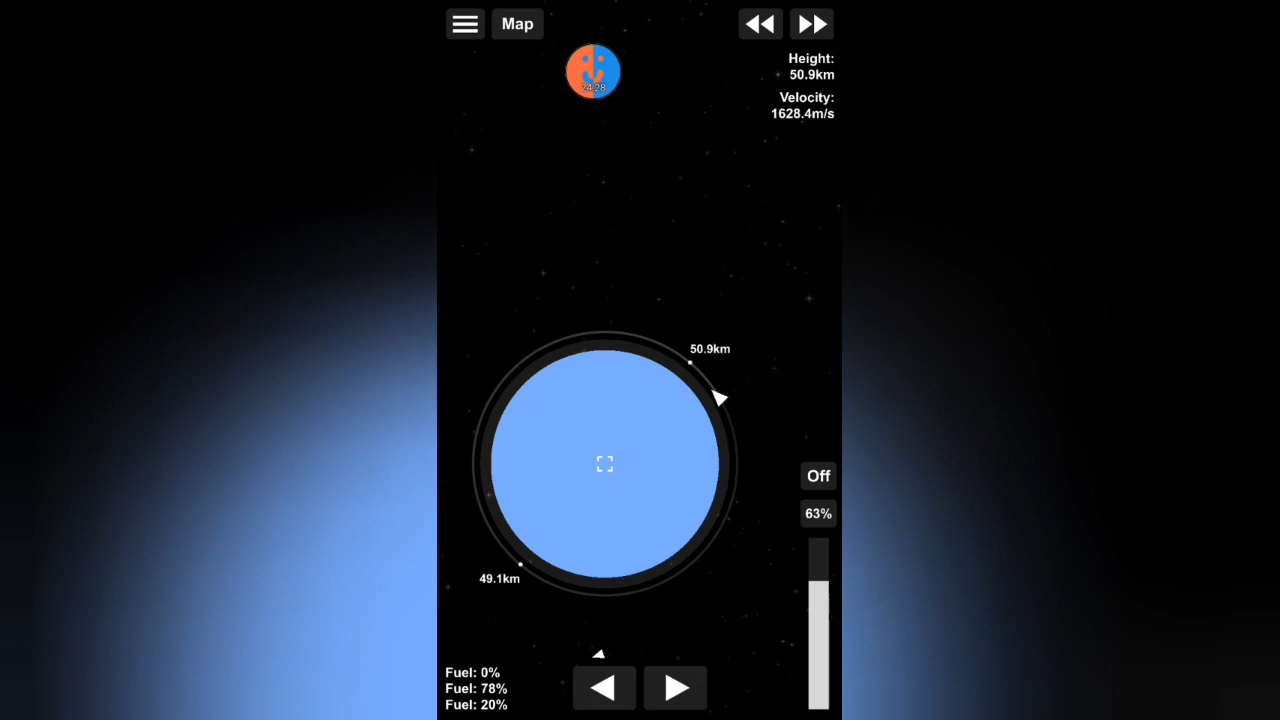 Map
24:28
Height:
50.9km
Velocity:
1628.4m/s
50.9km
Off
63%
49.1km
Fuel: 0%
Fuel: 78%
Fuel: 20%